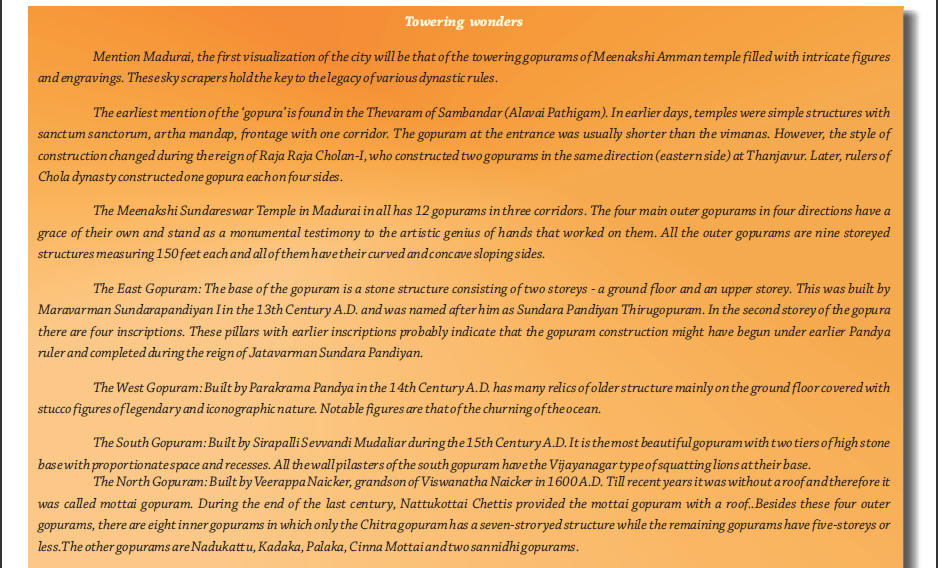 Towering wonders
Mention Madurai, the first visualization of the city will be that of the towering gopurams of Meenakshi Amman temple filled with intricate figures
and engravings. These sky scrapers hold the key to the legacy of various dynastic rules.
The earliest mention of the ‘gopura’ is found in the Thevaram of Sambandar (Alavai Pathigam). In earlier days, temples were simple structures with
sanctum sanctorum, artha mandap, frontage with one corridor. The gopuram at the entrance was usually shorter than the vimanas. However, the style of
construction changed during the reign of Raja Raja Cholan-I, who constructed two gopurams in the same direction (eastern side) at Thanjavur. Later, rulers of
Chola dynasty constructed one gopura each on four sides.
The Meenakshi Sundareswar Temple in Madurai in all has 12 gopurams in three corridors. The four main outer gopurams in four directions have a
grace of their own and stand as a monumental testimony to the artistic genius of hands that worked on them. All the outer gopurams are nine storeyed
structures measuring 150 feet each and all of them have their curved and concave sloping sides.
The East Gopuram: The base of the gopuram is a stone structure consisting of two storeys - a ground floor and an upper storey. This was built by
Maravarman Sundarapandiyan I in the 13th Century A.D. and was named after him as Sundara Pandiyan Thirugopuram. In the second storey of the gopura
there are four inscriptions. These pillars with earlier inscriptions probably indicate that the gopuram construction might have begun under earlier Pandya
ruler and completed during the reign of Jatavarman Sundara Pandiyan.
The West Gopuram: Built by Parakrama Pandya in the 14th Century A.D. has many relics of older structure mainly on the ground floor covered with
stucco figures of legendary and iconographic nature. Notable figures are that of the churning of the ocean.
The South Gopuram: Built by Sirapalli Sevvandi Mudaliar during the 15th Century A.D. It is the most beautiful gopuram with two tiers of high stone
base with proportionate space and recesses. All the wall pilasters of the south gopuram have the Vijayanagar type of squatting lions at their base.
The North Gopuram: Built by Veerappa Naicker, grandson of Viswanatha Naicker in 1600 A.D. Till recent years it was without a roof and therefore it
was called mottai gopuram. During the end of the last century, Nattukottai Chettis provided the mottai gopuram with a roof..Besides these four outer
gopurams, there are eight inner gopurams in which only the Chitra gopuram has a seven-stroryed structure while the remaining gopurams have five-storeys or
less.The other gopurams are Nadukattu, Kadaka, Palaka, Cinna Mottai and two sannidhi gopurams.